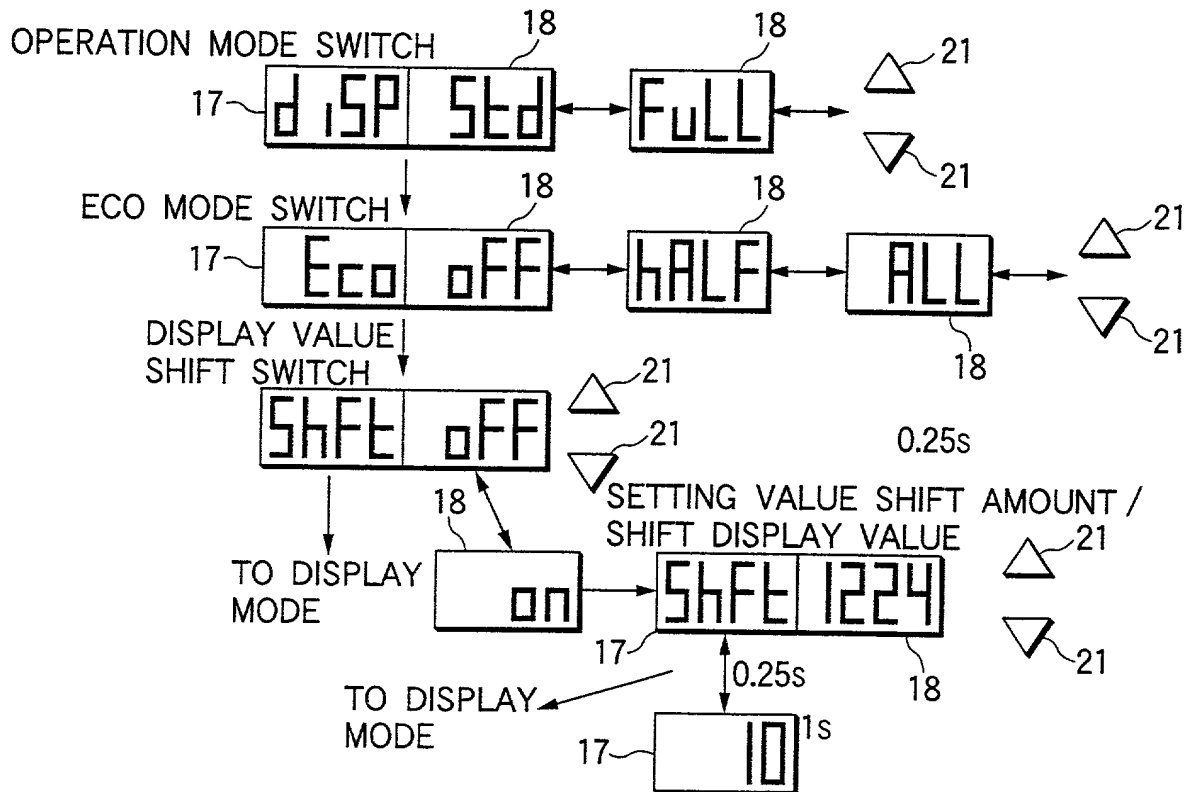 OPERATION MODE SWITCH
17
18
diSP Std
18
FuLL
21
21
ECO MODE SWITCH
17
18
Eco oFF
18
hALF
ALL
18
21
21
DISPLAY VALUE
SHIFT SWITCH
ShFt oFF
21
21
0.25s
TO DISPLAY
MODE
18
on
SETTING VALUE SHIFT AMOUNT /
SHIFT DISPLAY VALUE
ShFt 1224
17
18
21
21
0.25s
TO DISPLAY
MODE
17
10
1s